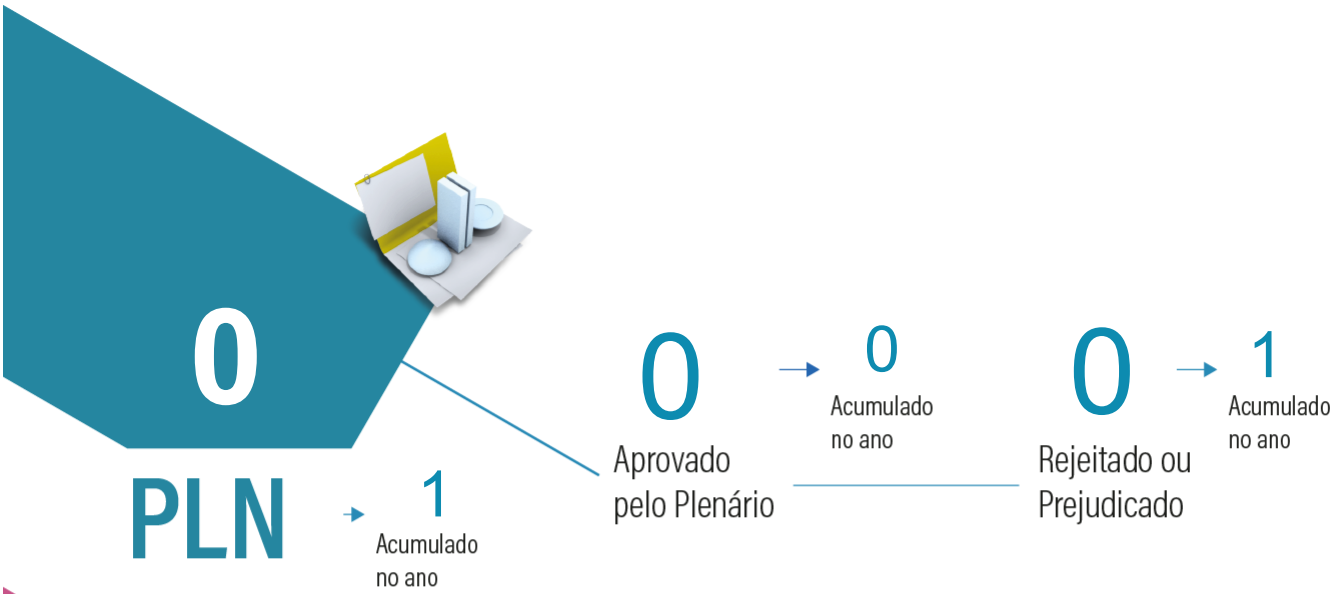 0
PLN
1
Acumulado
no ano
0
Aprovado
pelo Plenário
0
Acumulado
no ano
0
Rejeitado ou
Prejudicado
1
Acumulado
no ano